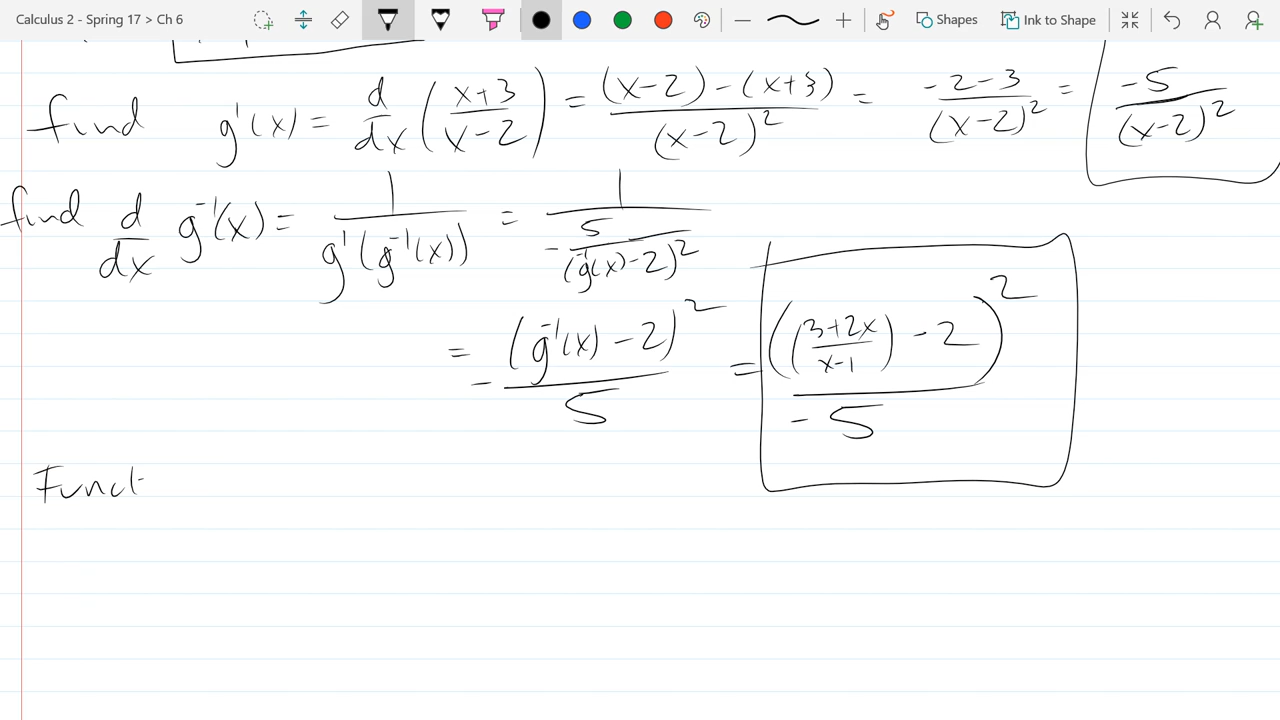 Calculus 2 - Spring 17 > Ch 6
Shapes
Ink to Shape
find g'(x) = d/dx ((x+3)/(x-2)) = ((x-2) - (x+3))/(x-2)² = (-2-3)/(x-2)² = -5/(x-2)²
find d/dx g⁻¹(x) = 1/(g'(g⁻¹(x))) = 1/(-5/(g⁻¹(x)-2)²)
= -(g⁻¹(x) - 2)²/5 = (((3+2x)/(x-1)) - 2)²/-5
Funct